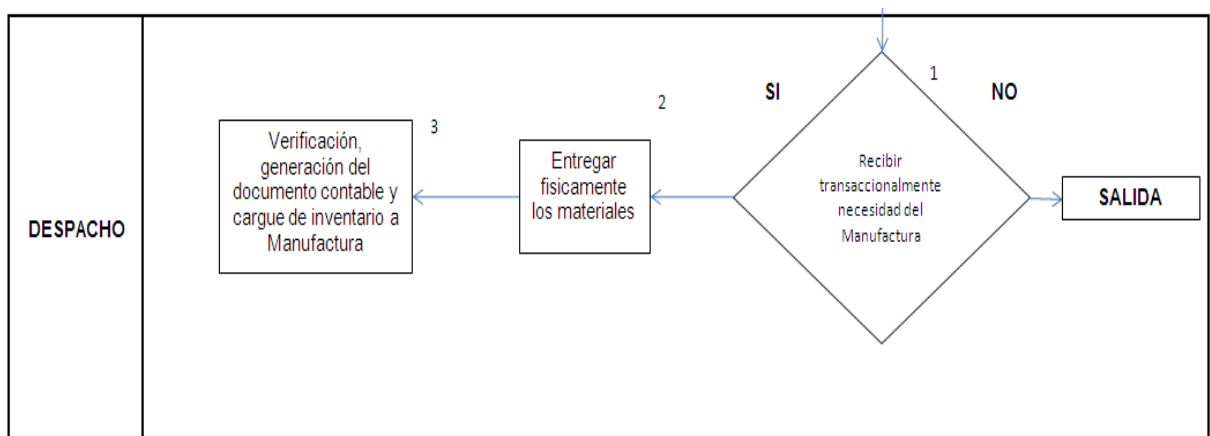 DESPACHO
3
Verificación,
generación del
documento contable y
cargue de inventario a
Manufactura
2
Entregar
fisicamente
los materiales
SI
1
NO
Recibir
transaccionalmente
necesidad del
Manufactura
SALIDA